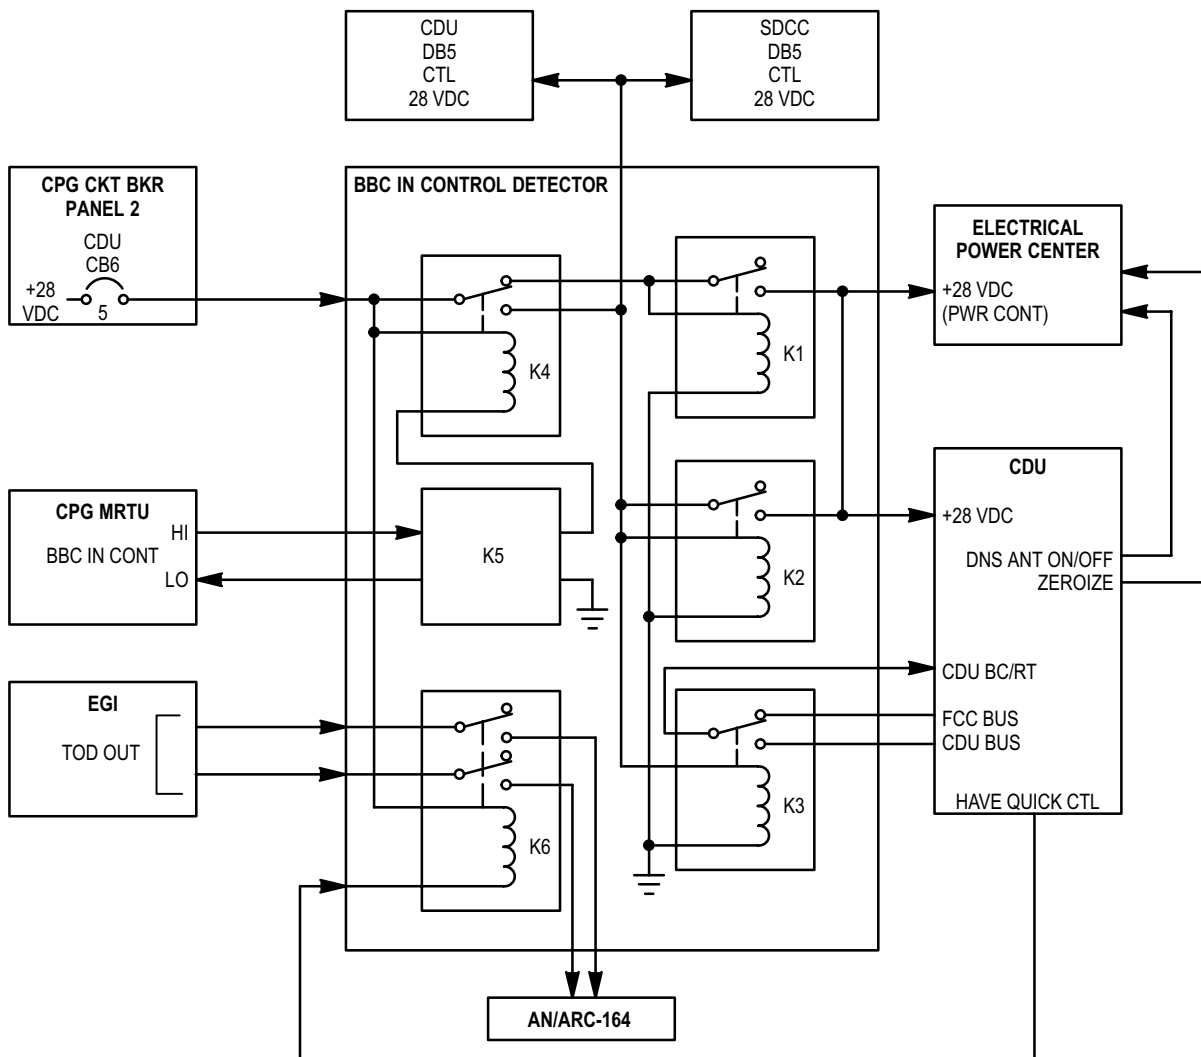 CDU
DB5
CTL
28 VDC
SDCC
DB5
CTL
28 VDC
CPG CKT BKR
PANEL 2
CDU
CB6
+28
VDC
5
BBC IN CONTROL DETECTOR
K4
K1
ELECTRICAL
POWER CENTER
+28 VDC
(PWR CONT)
CPG MRTU
HI
BBC IN CONT
LO
K5
K2
CDU
+28 VDC
DNS ANT ON/OFF
ZEROIZE
CDU BC/RT
FCC BUS
CDU BUS
HAVE QUICK CTL
EGI
TOD OUT
K6
K3
AN/ARC-164